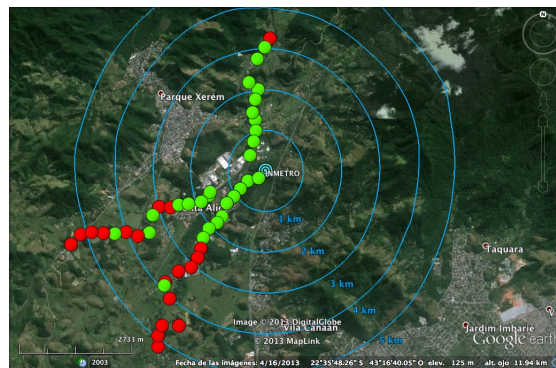 N
Parque Xerém
INMETRO
1 km
2 km
Taquara
3 km
4 km
Image © 2013 DigitalGlobe
Vila Canaan
Jardim Imbariê
© 2013 MapLink
5 km
Google earth
2733 m
2003
Fecha de las imágenes: 4/16/2013 22°35'48.26" S 43°16'40.05" O elev. 125 m alt. ojo 11.94 km